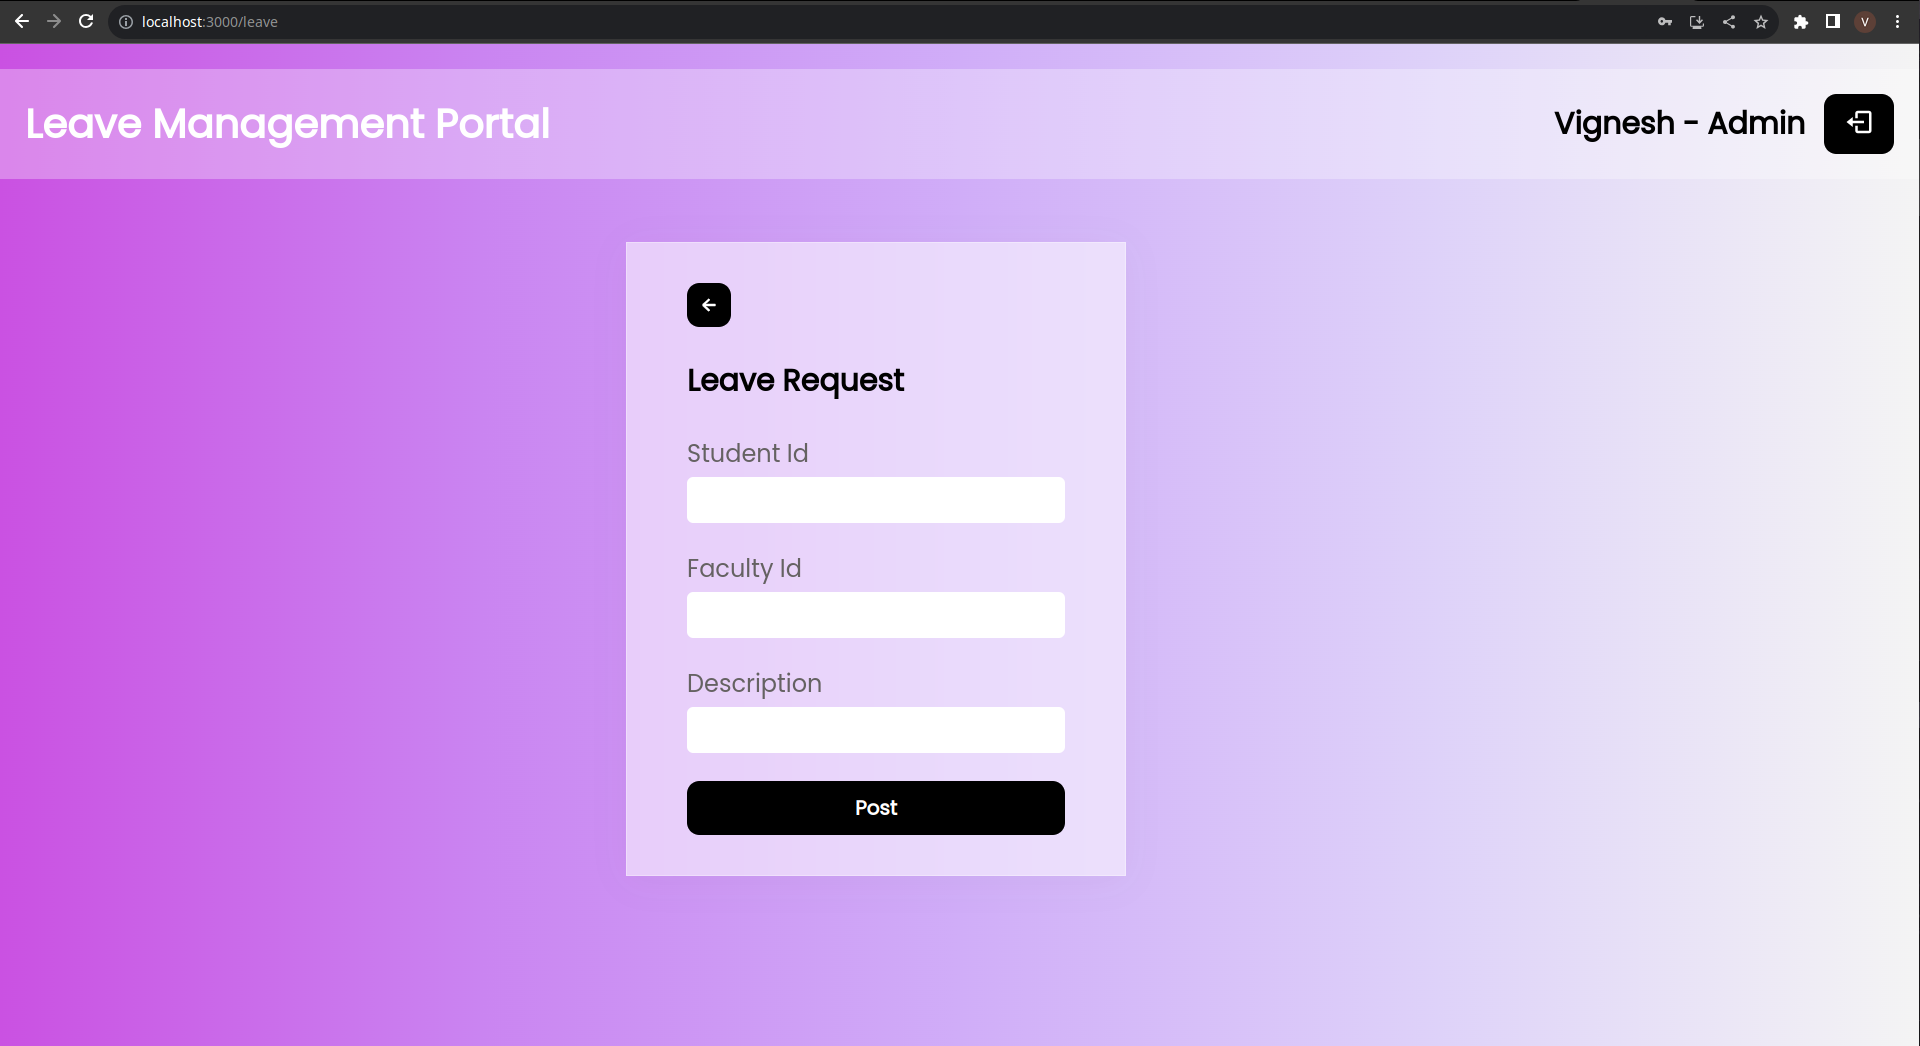 localhost:3000/leave
V
Leave Management Portal
Vignesh - Admin
Leave Request
Student Id
Faculty Id
Description
Post